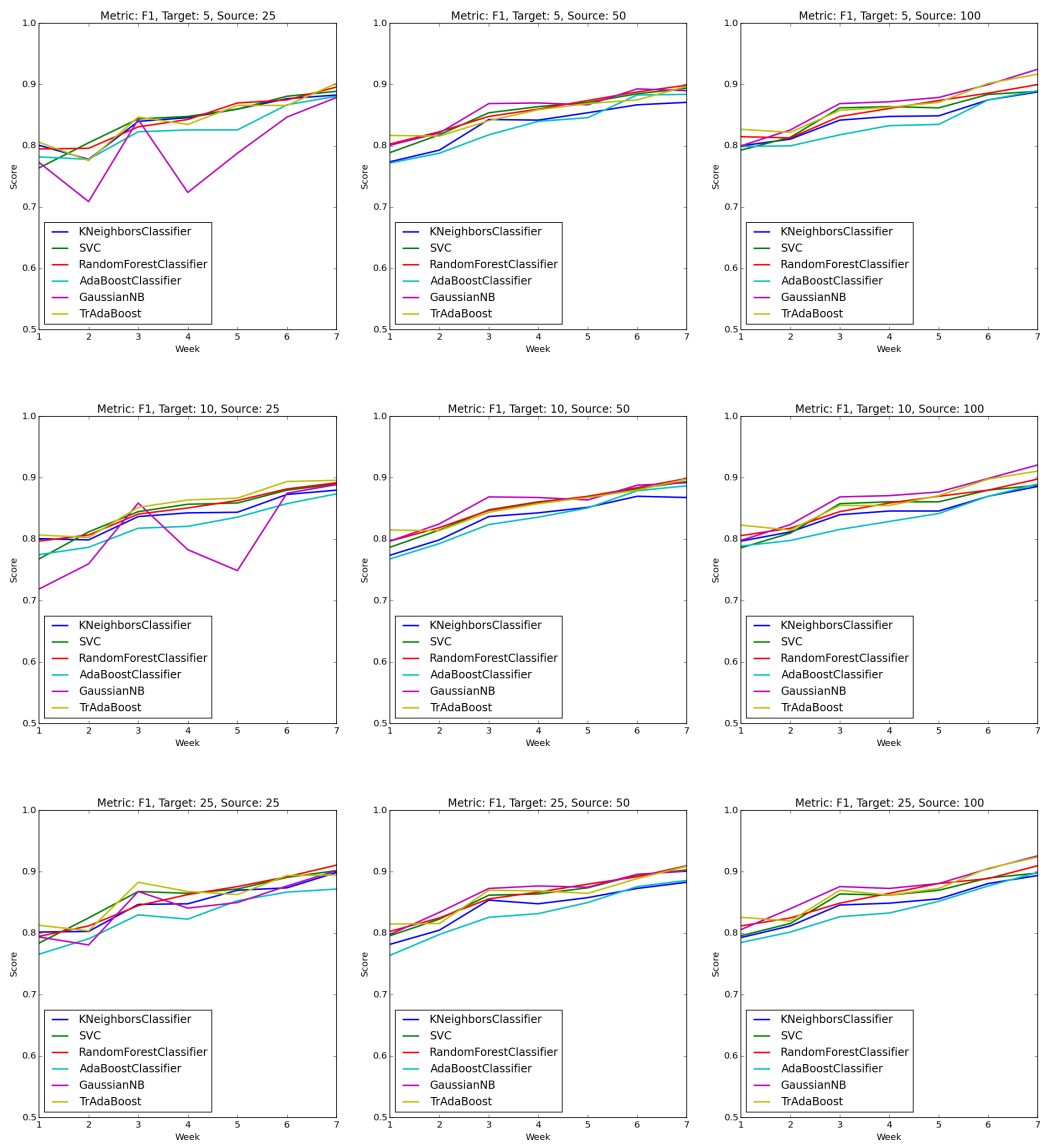 Metric: F1, Target: 5, Source: 25
1.0
0.9
0.8
0.7
0.6
0.5
Score
KNeighborsClassifier
SVC
RandomForestClassifier
AdaBoostClassifier
GaussianNB
TrAdaBoost
1 2 3 4 5 6 7
Week
Metric: F1, Target: 5, Source: 50
1.0
0.9
0.8
0.7
0.6
0.5
Score
KNeighborsClassifier
SVC
RandomForestClassifier
AdaBoostClassifier
GaussianNB
TrAdaBoost
1 2 3 4 5 6 7
Week
Metric: F1, Target: 5, Source: 100
1.0
0.9
0.8
0.7
0.6
0.5
Score
KNeighborsClassifier
SVC
RandomForestClassifier
AdaBoostClassifier
GaussianNB
TrAdaBoost
1 2 3 4 5 6 7
Week
Metric: F1, Target: 10, Source: 25
1.0
0.9
0.8
0.7
0.6
0.5
Score
KNeighborsClassifier
SVC
RandomForestClassifier
AdaBoostClassifier
GaussianNB
TrAdaBoost
1 2 3 4 5 6 7
Week
Metric: F1, Target: 10, Source: 50
1.0
0.9
0.8
0.7
0.6
0.5
Score
KNeighborsClassifier
SVC
RandomForestClassifier
AdaBoostClassifier
GaussianNB
TrAdaBoost
1 2 3 4 5 6 7
Week
Metric: F1, Target: 10, Source: 100
1.0
0.9
0.8
0.7
0.6
0.5
Score
KNeighborsClassifier
SVC
RandomForestClassifier
AdaBoostClassifier
GaussianNB
TrAdaBoost
1 2 3 4 5 6 7
Week
Metric: F1, Target: 25, Source: 25
1.0
0.9
0.8
0.7
0.6
0.5
Score
KNeighborsClassifier
SVC
RandomForestClassifier
AdaBoostClassifier
GaussianNB
TrAdaBoost
1 2 3 4 5 6 7
Week
Metric: F1, Target: 25, Source: 50
1.0
0.9
0.8
0.7
0.6
0.5
Score
KNeighborsClassifier
SVC
RandomForestClassifier
AdaBoostClassifier
GaussianNB
TrAdaBoost
1 2 3 4 5 6 7
Week
Metric: F1, Target: 25, Source: 100
1.0
0.9
0.8
0.7
0.6
0.5
Score
KNeighborsClassifier
SVC
RandomForestClassifier
AdaBoostClassifier
GaussianNB
TrAdaBoost
1 2 3 4 5 6 7
Week